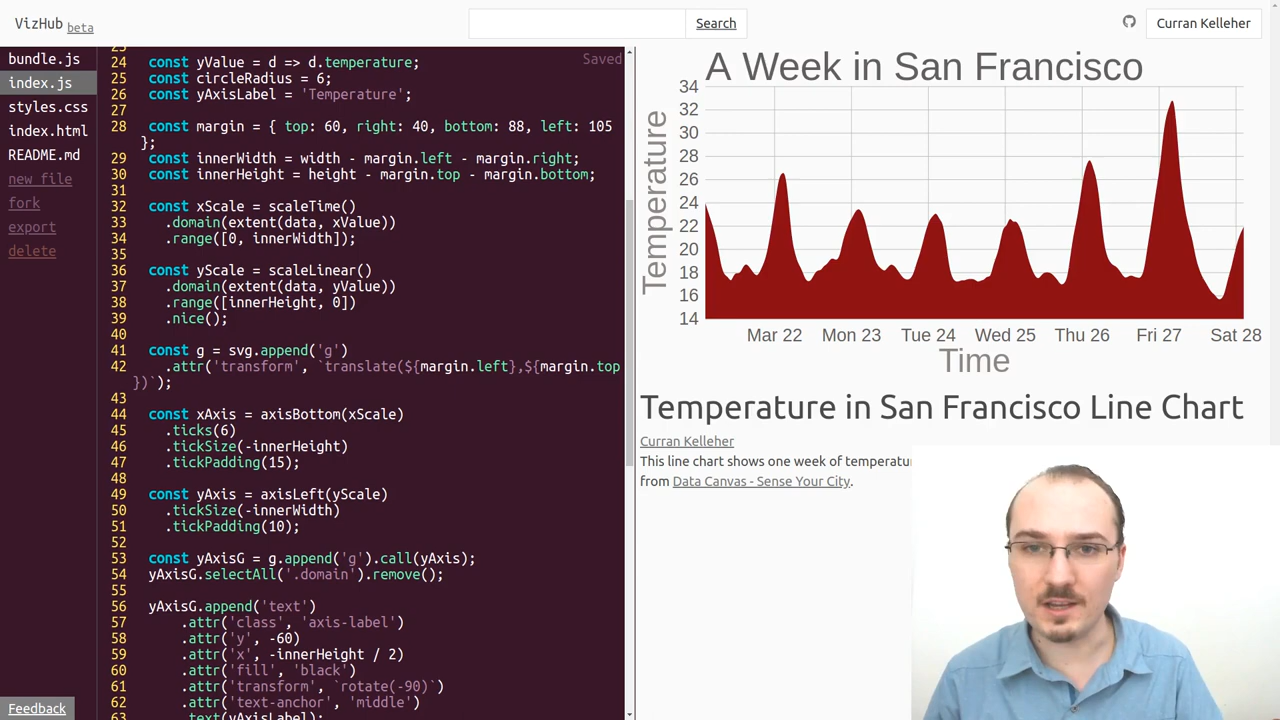 VizHub beta
Search
Curran Kelleher
bundle.js
index.js
styles.css
index.html
README.md
new file
fork
export
delete
Feedback
Saved
24 const yValue = d => d.temperature;
25 const circleRadius = 6;
26 const yAxisLabel = 'Temperature';
27
28 const margin = { top: 60, right: 40, bottom: 88, left: 105
};
29 const innerWidth = width - margin.left - margin.right;
30 const innerHeight = height - margin.top - margin.bottom;
31
32 const xScale = scaleTime()
33 .domain(extent(data, xValue))
34 .range([0, innerWidth]);
35
36 const yScale = scaleLinear()
37 .domain(extent(data, yValue))
38 .range([innerHeight, 0])
39 .nice();
40
41 const g = svg.append('g')
42 .attr('transform', `translate(${margin.left},${margin.top
})`);
43
44 const xAxis = axisBottom(xScale)
45 .ticks(6)
46 .tickSize(-innerHeight)
47 .tickPadding(15);
48
49 const yAxis = axisLeft(yScale)
50 .tickSize(-innerWidth)
51 .tickPadding(10);
52
53 const yAxisG = g.append('g').call(yAxis);
54 yAxisG.selectAll('.domain').remove();
55
56 yAxisG.append('text')
57 .attr('class', 'axis-label')
58 .attr('y', -60)
59 .attr('x', -innerHeight / 2)
60 .attr('fill', 'black')
61 .attr('transform', `rotate(-90)`)
62 .attr('text-anchor', 'middle')
63 .text(yAxisLabel);
A Week in San Francisco
Temperature
34
32
30
28
26
24
22
20
18
16
14
Mar 22 Mon 23 Tue 24 Wed 25 Thu 26 Fri 27 Sat 28
Time
Temperature in San Francisco Line Chart
Curran Kelleher
This line chart shows one week of
from Data Canvas - Sense Your City.